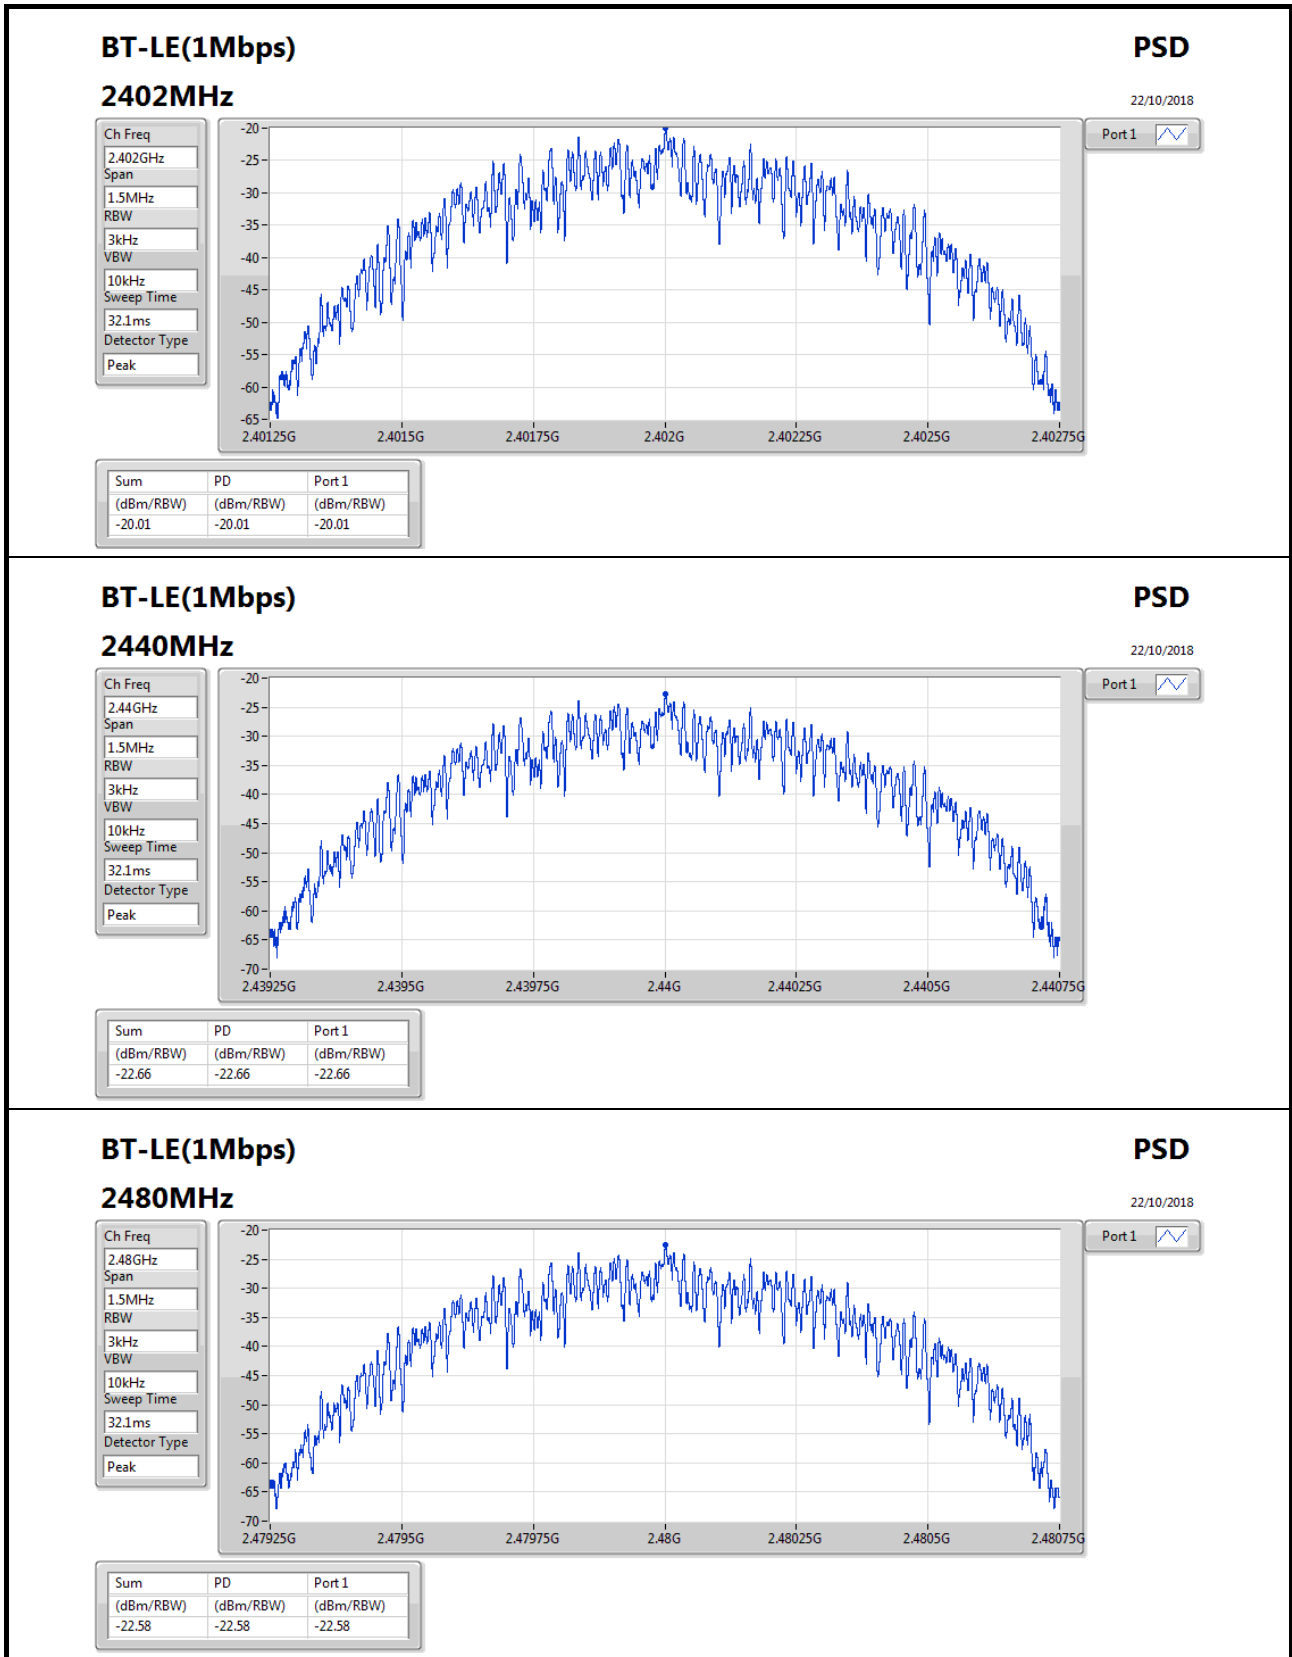 BT-LE(1Mbps) PSD
2402MHz 22/10/2018
Ch Freq
2.402GHz
Span
1.5MHz
RBW
3kHz
VBW
10kHz
Sweep Time
32.1ms
Detector Type
Peak
-20
-25
-30
-35
-40
-45
-50
-55
-60
-65
2.40125G 2.4015G 2.40175G 2.402G 2.40225G 2.4025G 2.40275G
Port 1
Sum PD Port 1
(dBm/RBW) (dBm/RBW) (dBm/RBW)
-20.01 -20.01 -20.01
BT-LE(1Mbps) PSD
2440MHz 22/10/2018
Ch Freq
2.44GHz
Span
1.5MHz
RBW
3kHz
VBW
10kHz
Sweep Time
32.1ms
Detector Type
Peak
-20
-25
-30
-35
-40
-45
-50
-55
-60
-65
-70
2.43925G 2.4395G 2.43975G 2.44G 2.44025G 2.4405G 2.44075G
Port 1
Sum PD Port 1
(dBm/RBW) (dBm/RBW) (dBm/RBW)
-22.66 -22.66 -22.66
BT-LE(1Mbps) PSD
2480MHz 22/10/2018
Ch Freq
2.48GHz
Span
1.5MHz
RBW
3kHz
VBW
10kHz
Sweep Time
32.1ms
Detector Type
Peak
-20
-25
-30
-35
-40
-45
-50
-55
-60
-65
-70
2.47925G 2.4795G 2.47975G 2.48G 2.48025G 2.4805G 2.48075G
Port 1
Sum PD Port 1
(dBm/RBW) (dBm/RBW) (dBm/RBW)
-22.58 -22.58 -22.58